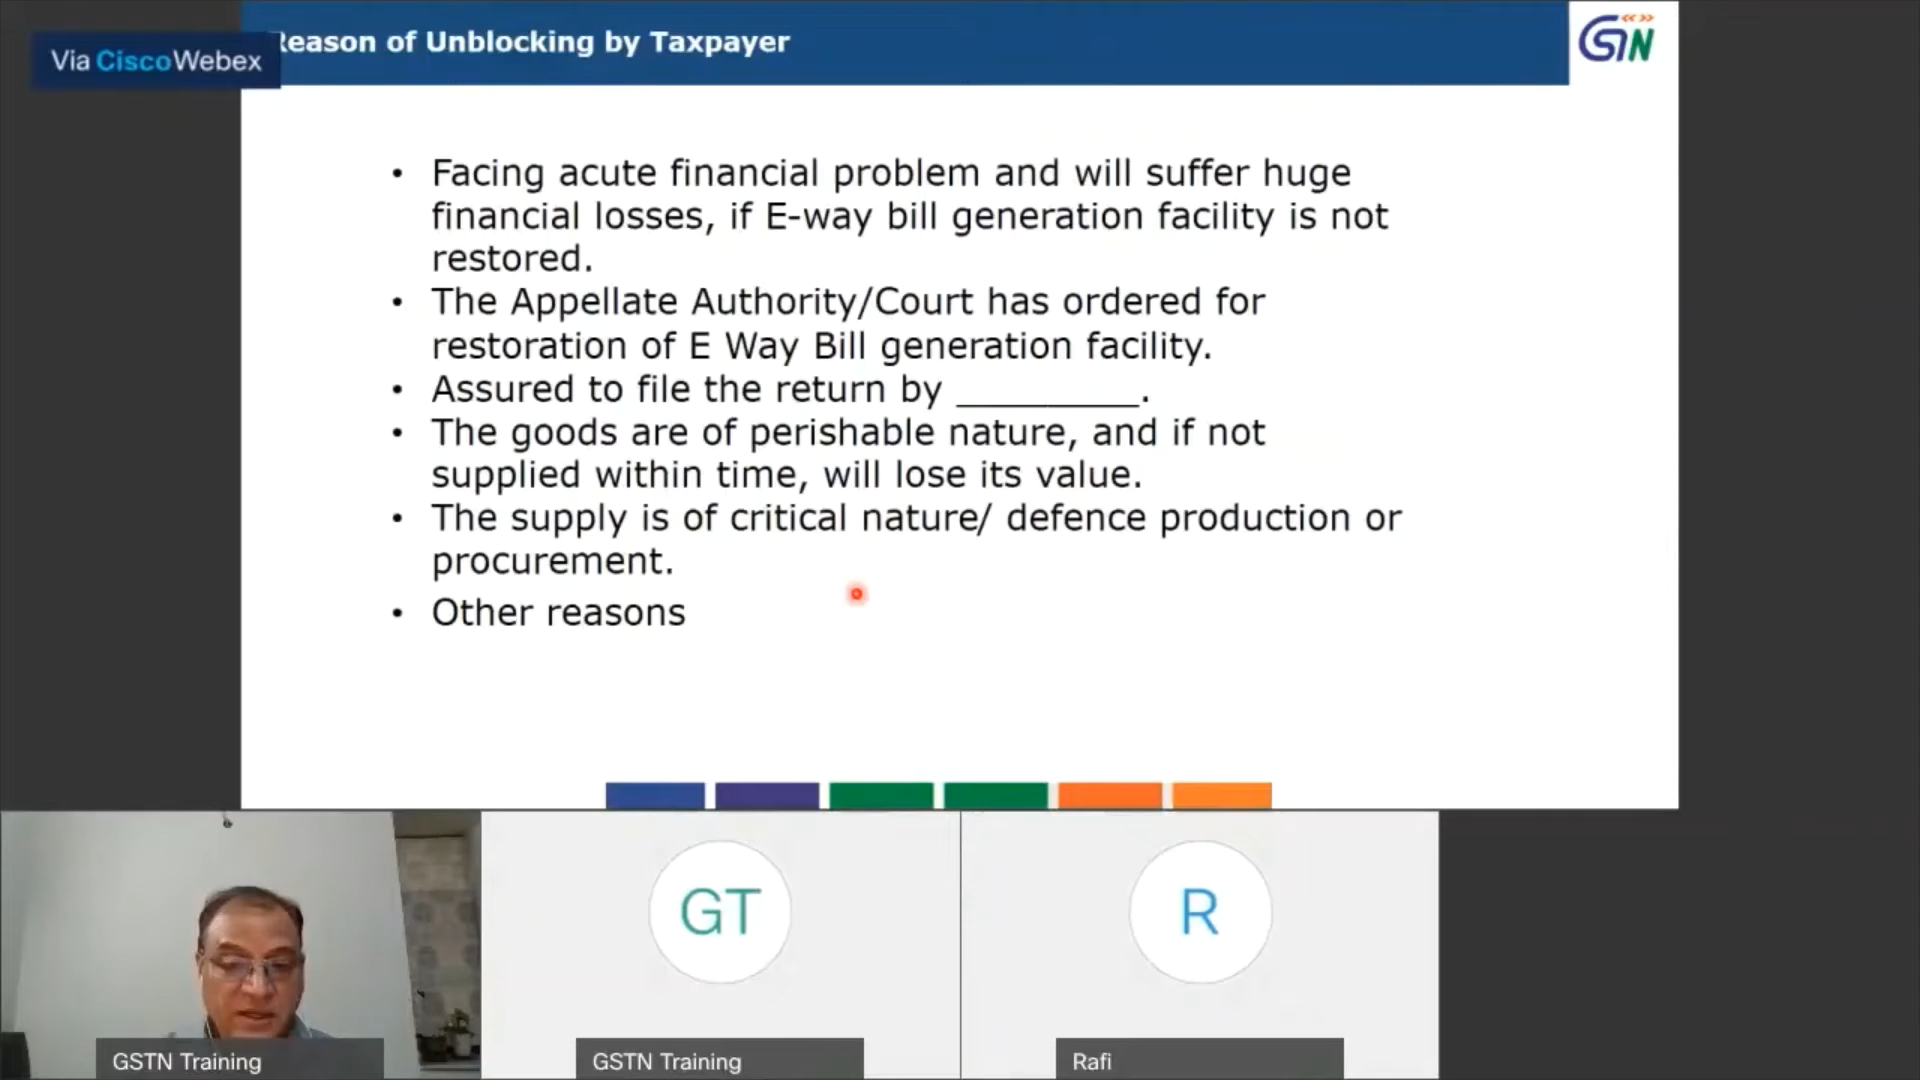 Reason of Unblocking by Taxpayer
GSTN
Via CiscoWebex
• Facing acute financial problem and will suffer huge
financial losses, if E-way bill generation facility is not
restored.
• The Appellate Authority/Court has ordered for
restoration of E Way Bill generation facility.
• Assured to file the return by _________.
• The goods are of perishable nature, and if not
supplied within time, will lose its value.
• The supply is of critical nature/ defence production or
procurement.
• Other reasons
GT
R
GSTN Training
GSTN Training
Rafi